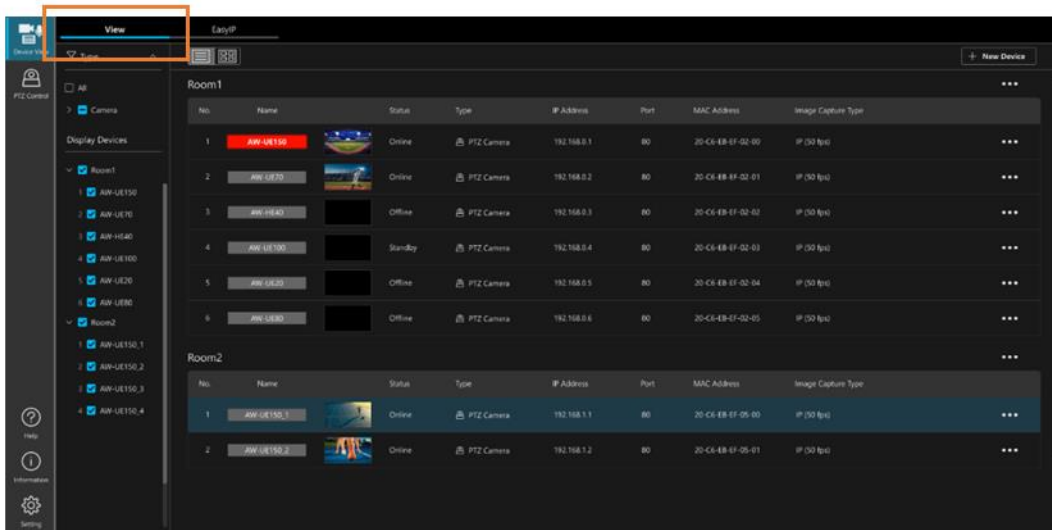 View EasyIP
Device View
Type
New Device
PTZ Control
All
Camera
Display Devices
Room1
1 AW-UE150
2 AW-UE70
3 AW-HE40
4 AW-UE100
5 AW-UE20
6 AW-UE80
Room2
1 AW-UE150_1
2 AW-UE150_2
3 AW-UE150_3
4 AW-UE150_4
Help
Information
Setting
Room1
No. Name Status Type IP Address Port MAC Address Image Capture Type
1 AW-UE150 Online PTZ Camera 192.168.0.1 80 20-C6-EB-EF-02-00 IP (50 fps)
2 AW-UE70 Online PTZ Camera 192.168.0.2 80 20-C6-EB-EF-02-01 IP (50 fps)
3 AW-HE40 Offline PTZ Camera 192.168.0.3 80 20-C6-EB-EF-02-02 IP (50 fps)
4 AW-UE100 Standby PTZ Camera 192.168.0.4 80 20-C6-EB-EF-02-03 IP (50 fps)
5 AW-UE20 Offline PTZ Camera 192.168.0.5 80 20-C6-EB-EF-02-04 IP (50 fps)
6 AW-UE80 Offline PTZ Camera 192.168.0.6 80 20-C6-EB-EF-02-05 IP (50 fps)
Room2
No. Name Status Type IP Address Port MAC Address Image Capture Type
1 AW-UE150_1 Online PTZ Camera 192.168.1.1 80 20-C6-EB-EF-05-00 IP (50 fps)
2 AW-UE150_2 Online PTZ Camera 192.168.1.2 80 20-C6-EB-EF-05-01 IP (50 fps)